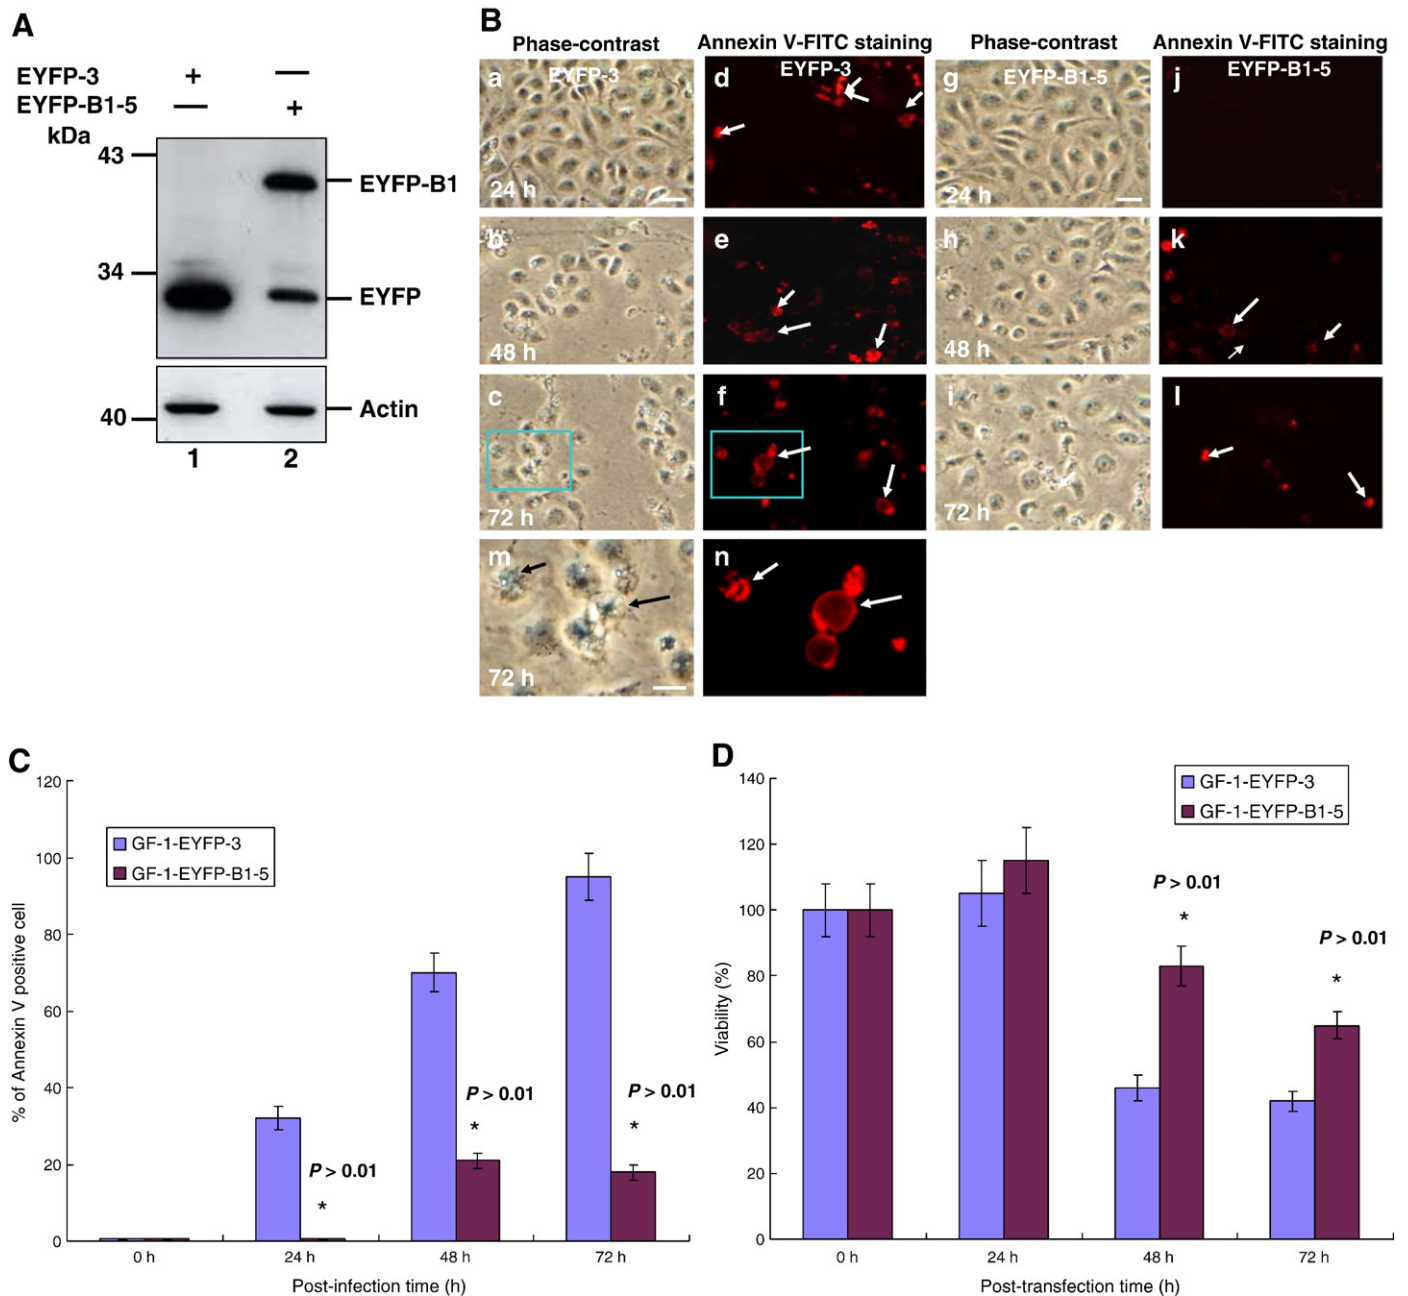 A
EYFP-3 + —
EYFP-B1-5 — +
kDa
43
EYFP-B1
34
EYFP
40
Actin
1 2
B
Phase-contrast Annexin V-FITC staining Phase-contrast Annexin V-FITC staining
a EYFP-3 d EYFP-3 g EYFP-B1-5 j EYFP-B1-5
24 h 24 h
b e h k
48 h 48 h
c f i l
72 h 72 h
m n
72 h
C
120
100
80
60
40
20
0
% of Annexin V positive cell
GF-1-EYFP-3
GF-1-EYFP-B1-5
P > 0.01
*
P > 0.01
*
P > 0.01
*
0 h 24 h 48 h 72 h
Post-infection time (h)
D
140
120
100
80
60
40
20
0
Viability (%)
GF-1-EYFP-3
GF-1-EYFP-B1-5
P > 0.01
*
P > 0.01
*
0 h 24 h 48 h 72 h
Post-transfection time (h)